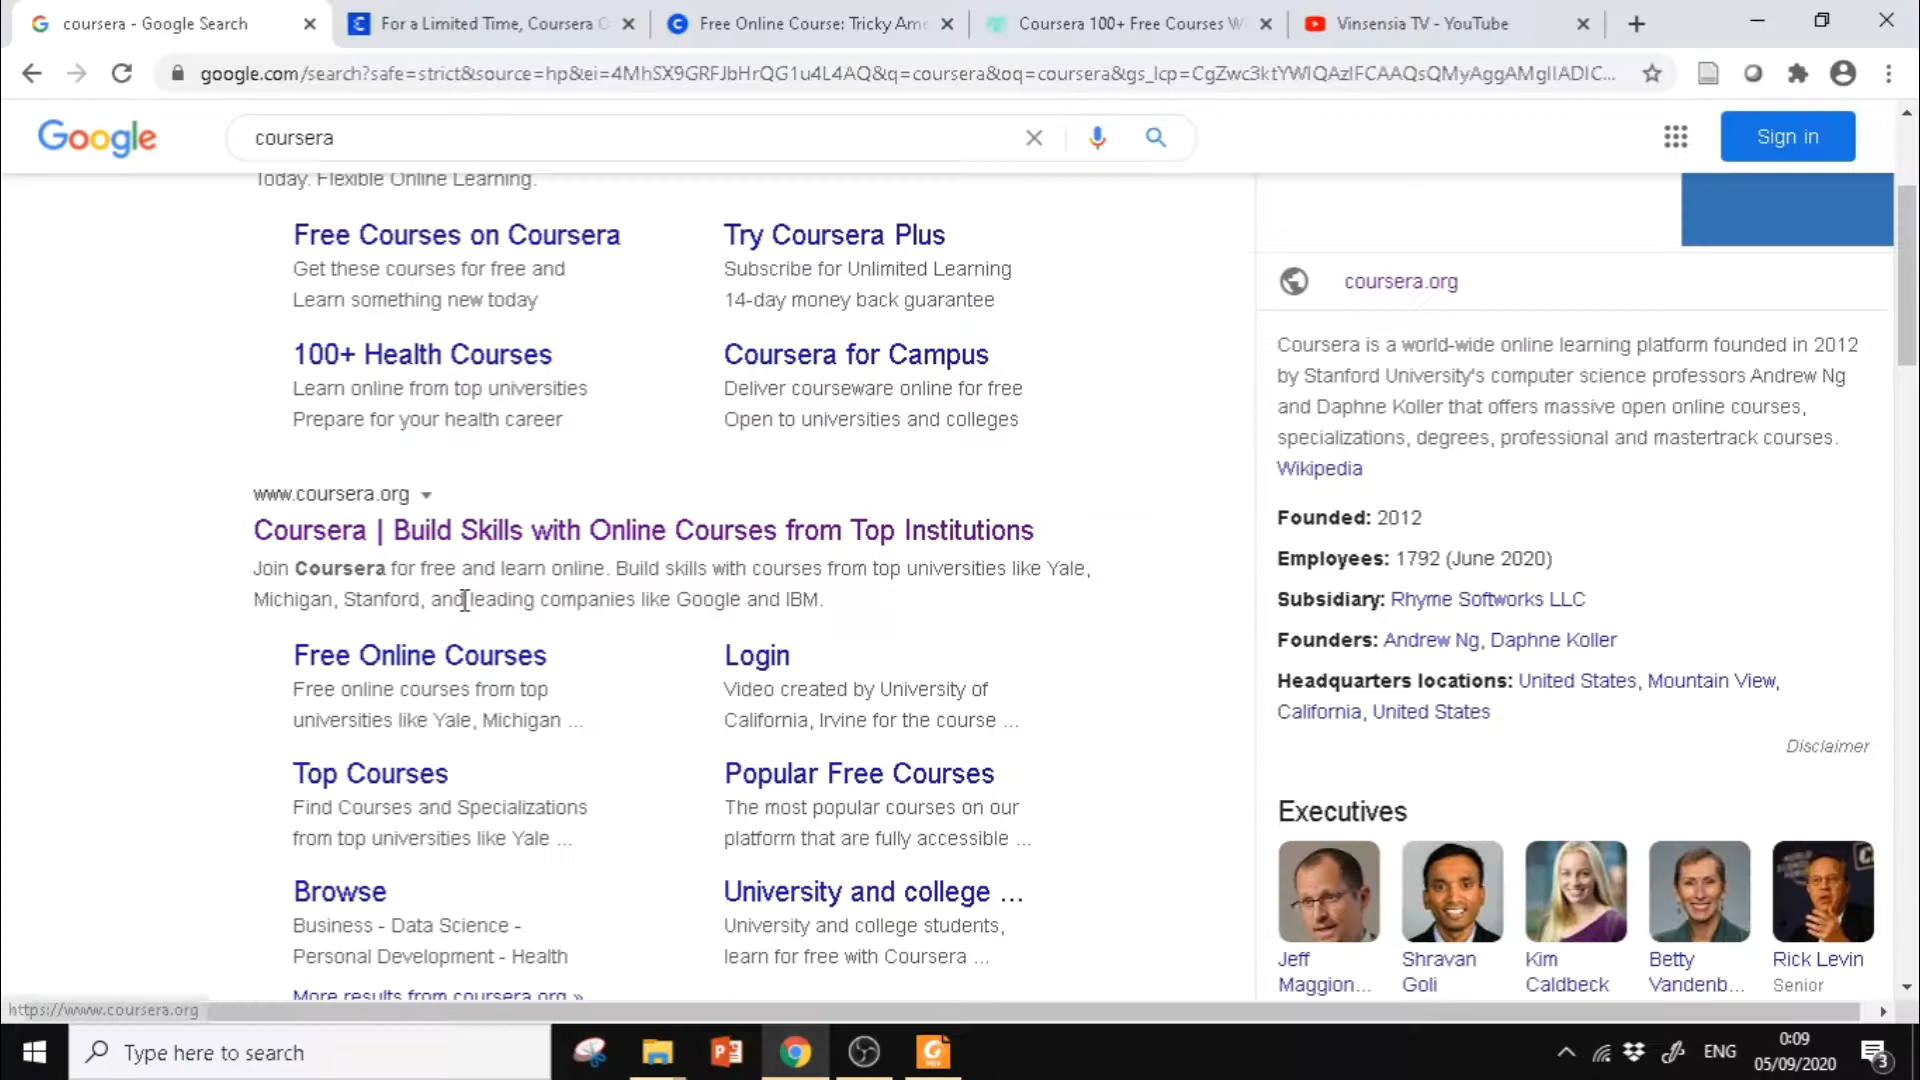 coursera - Google Search
For a Limited Time, Coursera
Free Online Course: Tricky Ame
Coursera 100+ Free Courses W
Vinsensia TV - YouTube
google.com/search?safe=strict&source=hp&ei=4MhSX9GRFJbHrQG1u4L4AQ&q=coursera&oq=coursera&gs_lcp=CgZwc3ktYWIQAzIFCAAQsQMyAggAMgIIADIC...
Google
coursera
Sign in
Today. Flexible Online Learning.
Free Courses on Coursera
Get these courses for free and
Learn something new today
Try Coursera Plus
Subscribe for Unlimited Learning
14-day money back guarantee
100+ Health Courses
Learn online from top universities
Prepare for your health career
Coursera for Campus
Deliver courseware online for free
Open to universities and colleges
www.coursera.org
Coursera | Build Skills with Online Courses from Top Institutions
Join Coursera for free and learn online. Build skills with courses from top universities like Yale,
Michigan, Stanford, and leading companies like Google and IBM.
Free Online Courses
Free online courses from top
universities like Yale, Michigan ...
Login
Video created by University of
California, Irvine for the course ...
Top Courses
Find Courses and Specializations
from top universities like Yale ...
Popular Free Courses
The most popular courses on our
platform that are fully accessible ...
Browse
Business - Data Science -
Personal Development - Health
University and college ...
University and college students,
learn for free with Coursera ...
More results from coursera.org »
coursera.org
Coursera is a world-wide online learning platform founded in 2012
by Stanford University's computer science professors Andrew Ng
and Daphne Koller that offers massive open online courses,
specializations, degrees, professional and mastertrack courses.
Wikipedia
Founded: 2012
Employees: 1792 (June 2020)
Subsidiary: Rhyme Softworks LLC
Founders: Andrew Ng, Daphne Koller
Headquarters locations: United States, Mountain View,
California, United States
Disclaimer
Executives
Jeff
Maggion...
Shravan
Goli
Kim
Caldbeck
Betty
Vandenb...
Rick Levin
Senior
https://www.coursera.org
Type here to search
ENG
0:09
05/09/2020
3